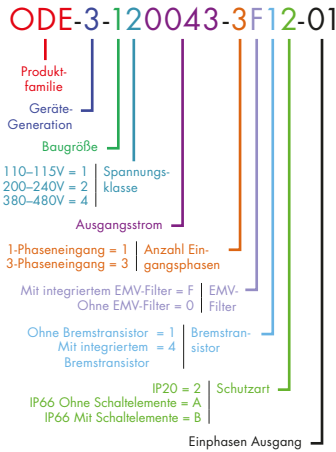 ODE-3-120043-3F12-01
Produkt-
familie
Geräte-
Generation
Baugröße
110–115V = 1
200–240V = 2
380–480V = 4
Spannungs-
klasse
Ausgangsstrom
1-Phaseneingang = 1
3-Phaseneingang = 3
Anzahl Ein-
gangsphasen
Mit integriertem EMV-Filter = F
Ohne EMV-Filter = 0
EMV-
Filter
Ohne Bremstransistor = 1
Mit integriertem = 4
Bremstransistor
Bremstran-
sistor
IP20 = 2
IP66 Ohne Schaltelemente = A
IP66 Mit Schaltelemente = B
Schutzart
Einphasen Ausgang